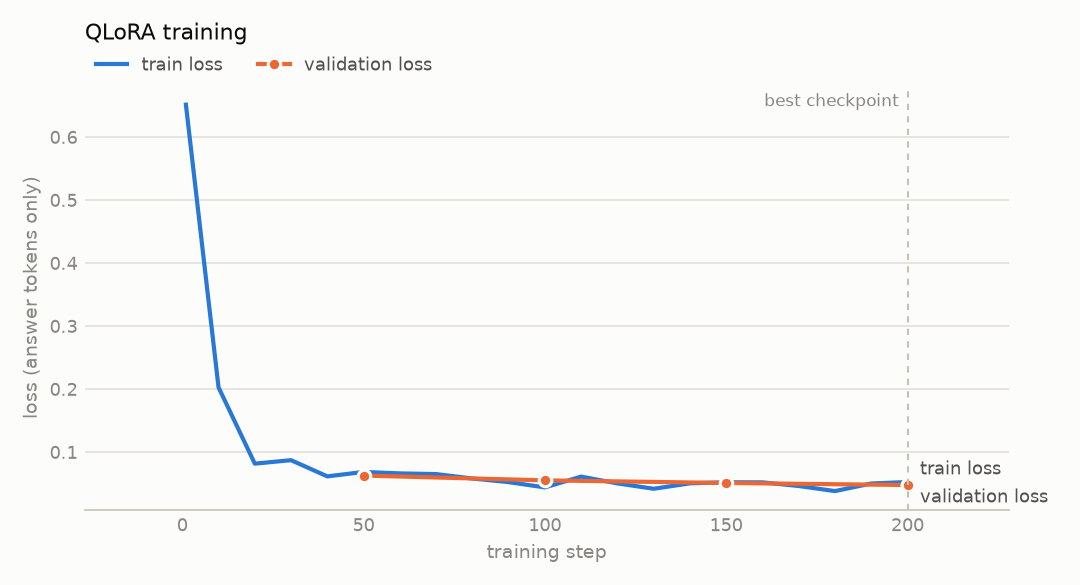 QLoRA training
train loss
validation loss
best checkpoint
0.6
0.5
0.4
0.3
0.2
0.1
loss (answer tokens only)
train loss
validation loss
0
50
100
150
200
training step